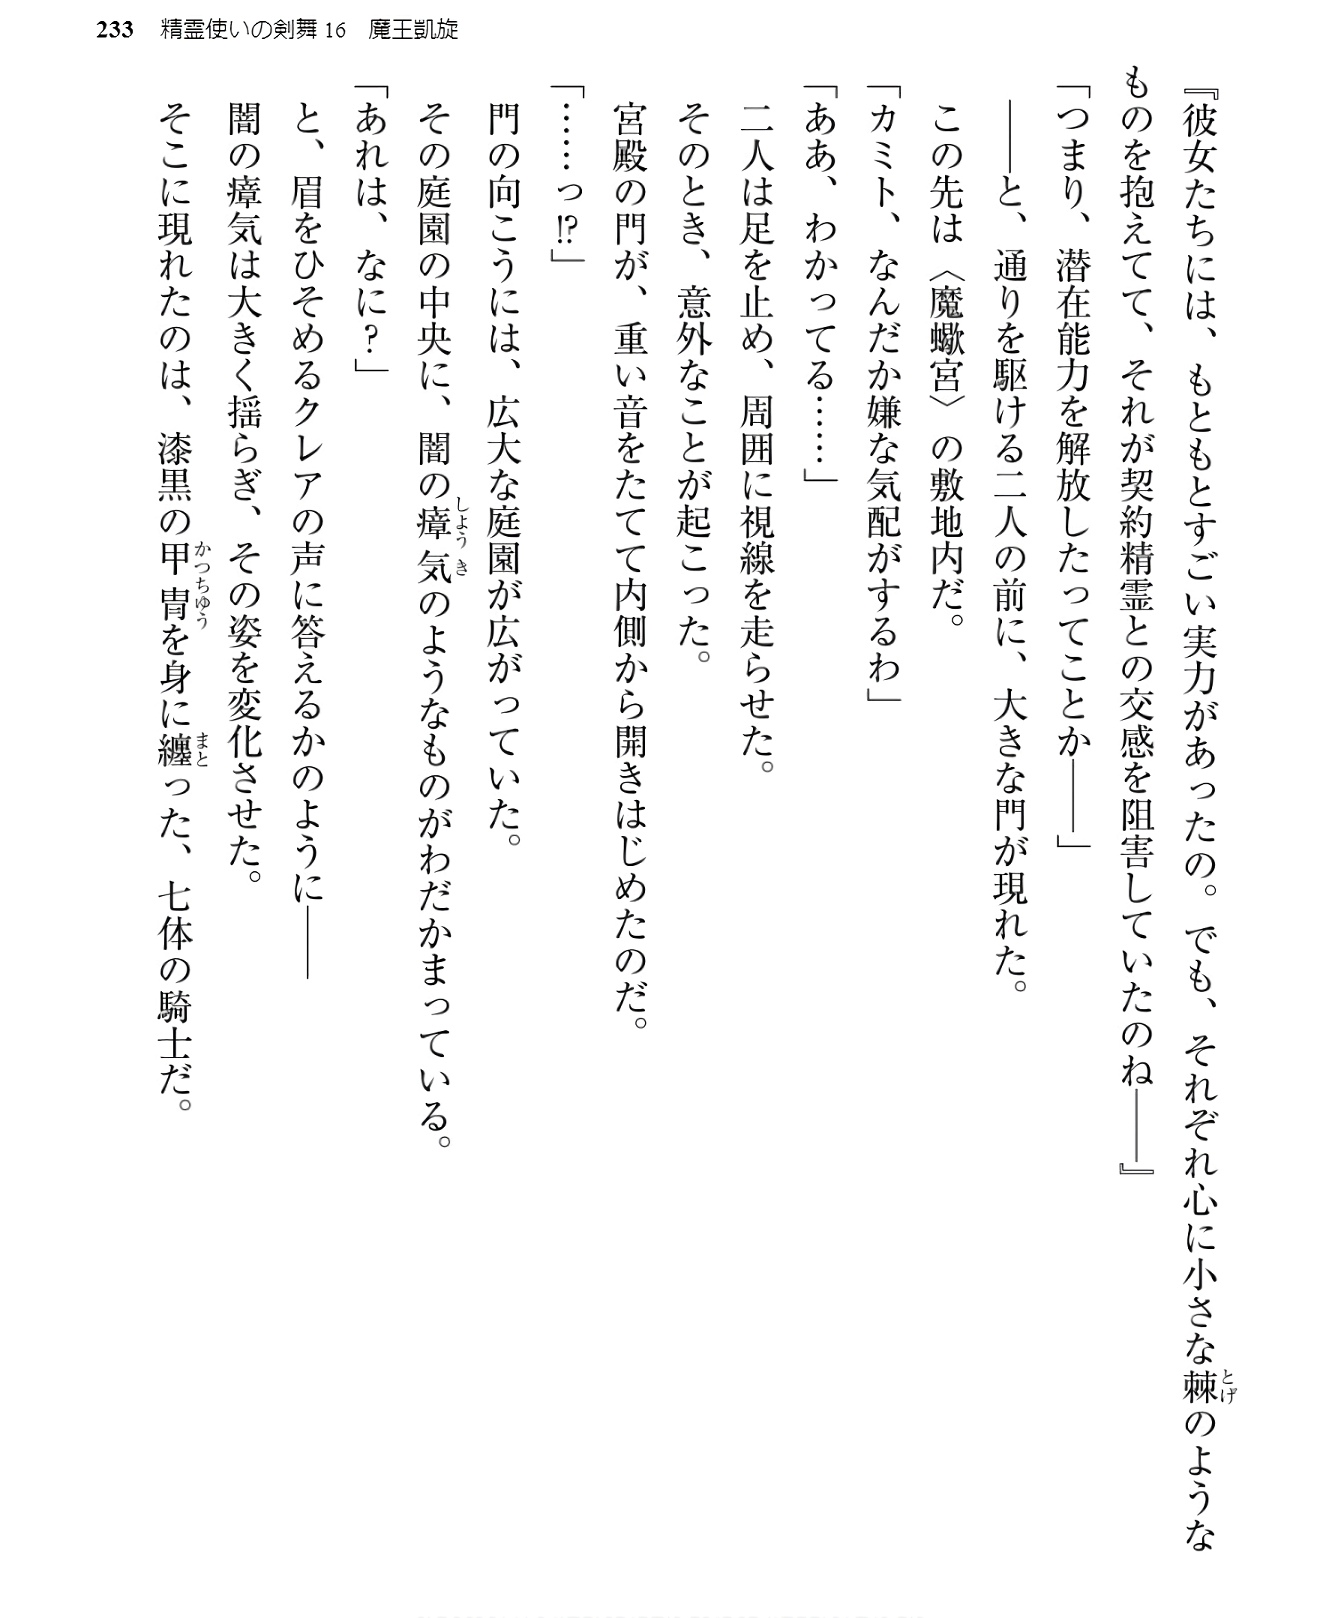 233 精霊使いの剣舞16 魔王凱旋
『彼女たちには、もともとすごい実力があったの。でも、それぞれ心に小さな棘のような
ものを抱えてて、それが契約精霊との交感を阻害していたのね――』
「つまり、潜在能力を解放したってことか――」
――と、通りを駆ける二人の前に、大きな門が現れた。
この先は〈魔蠍宮〉の敷地内だ。
「カミト、なんだか嫌な気配がするわ」
「ああ、わかってる……」
二人は足を止め、周囲に視線を走らせた。
そのとき、意外なことが起こった。
宮殿の門が、重い音をたてて内側から開きはじめたのだ。
「……っ!?」
門の向こうには、広大な庭園が広がっていた。
その庭園の中央に、闇の瘴気のようなものがわだかまっている。
「あれは、なに？」
と、眉をひそめるクレアの声に答えるかのように――
闇の瘴気は大きく揺らぎ、その姿を変化させた。
そこに現れたのは、漆黒の甲冑を身に纏った、七体の騎士だ。